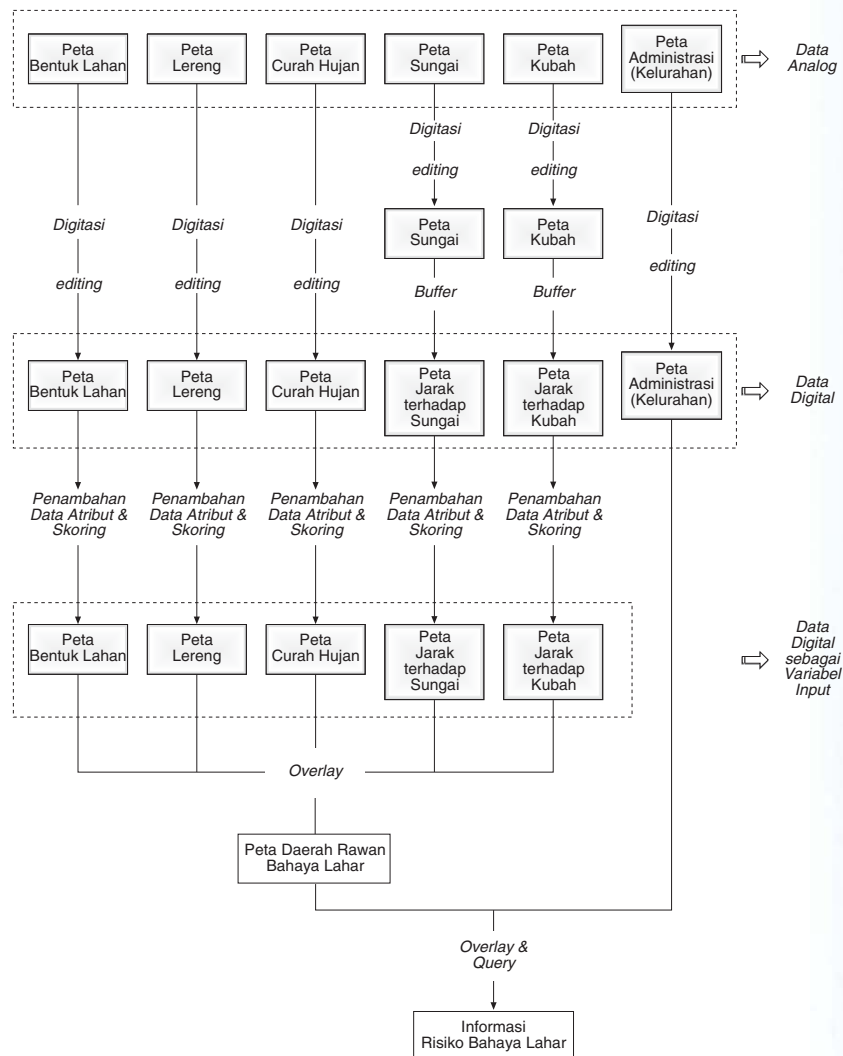 Peta
Bentuk Lahan
Peta
Lereng
Peta
Curah Hujan
Peta
Sungai
Peta
Kubah
Peta
Administrasi
(Kelurahan)
Data
Analog
Digitasi
editing
Digitasi
editing
Peta
Sungai
Peta
Kubah
Digitasi
Digitasi
Digitasi
Digitasi
editing
editing
editing
Buffer
Buffer
editing
Peta
Bentuk Lahan
Peta
Lereng
Peta
Curah Hujan
Peta
Jarak
terhadap
Sungai
Peta
Jarak
terhadap
Kubah
Peta
Administrasi
(Kelurahan)
Data
Digital
Penambahan
Data Atribut &
Skoring
Penambahan
Data Atribut &
Skoring
Penambahan
Data Atribut &
Skoring
Penambahan
Data Atribut &
Skoring
Penambahan
Data Atribut &
Skoring
Peta
Bentuk Lahan
Peta
Lereng
Peta
Curah Hujan
Peta
Jarak
terhadap
Sungai
Peta
Jarak
terhadap
Kubah
Data
Digital
sebagai
Variabel
Input
Overlay
Peta Daerah Rawan
Bahaya Lahar
Overlay &
Query
Informasi
Risiko Bahaya Lahar